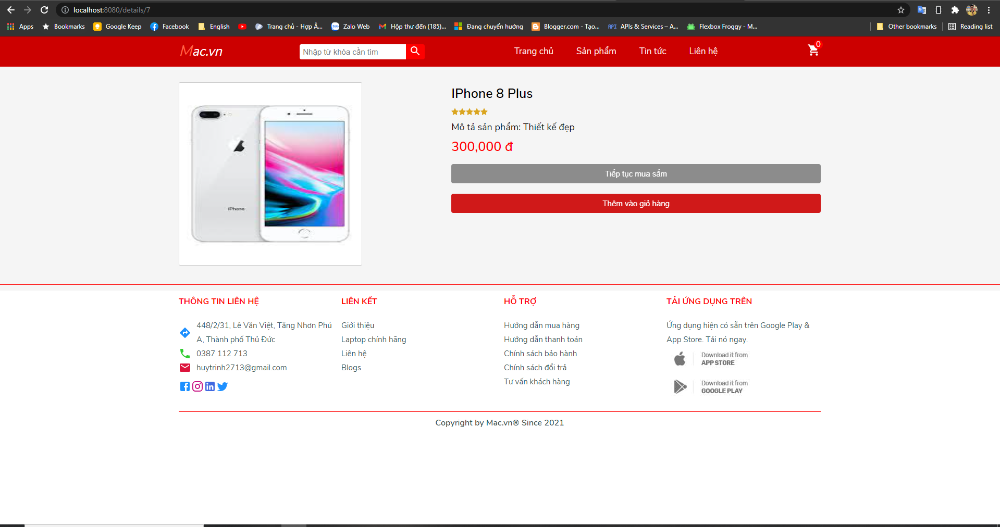 localhost:8080/details/7
Apps Bookmarks Google Keep Facebook English Trang chủ - Hợp Â... Zalo Web Hộp thư đến (185)... Đang chuyển hướng Blogger.com - Tạo... API APIs & Services – A... Flexbox Froggy - M... Other bookmarks Reading list
Mac.vn Nhập từ khóa cần tìm Trang chủ Sản phẩm Tin tức Liên hệ 0
IPhone 8 Plus
Mô tả sản phẩm: Thiết kế đẹp
300,000 đ
Tiếp tục mua sắm
Thêm vào giỏ hàng
iPhone
THÔNG TIN LIÊN HỆ
448/2/31, Lê Văn Việt, Tăng Nhơn Phú
A, Thành phố Thủ Đức
0387 112 713
huytrinh2713@gmail.com
LIÊN KẾT
Giới thiệu
Laptop chính hãng
Liên hệ
Blogs
HỖ TRỢ
Hướng dẫn mua hàng
Hướng dẫn thanh toán
Chính sách bảo hành
Chính sách đổi trả
Tư vấn khách hàng
TẢI ỨNG DỤNG TRÊN
Ứng dụng hiện có sẵn trên Google Play &
App Store. Tải nó ngay.
Download it from
APP STORE
Download it from
GOOGLE PLAY
Copyright by Mac.vn® Since 2021